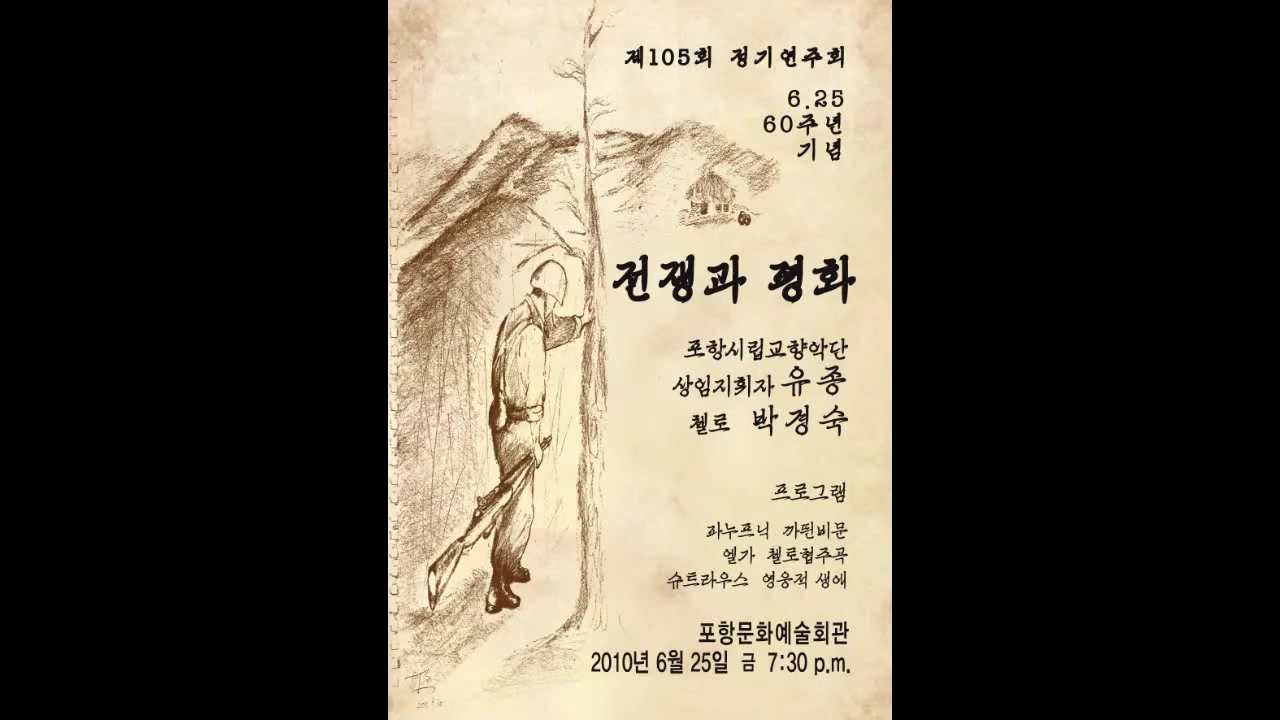 제105회 정기연주회
6.25
60주년
기념
전쟁과 평화
포항시립교향악단
상임지휘자 유종
첼로 박경숙
프로그램
파누프닉 까띈비문
엘가 첼로협주곡
슈트라우스 영웅적 생애
포항문화예술회관
2010년 6월 25일 금 7:30 p.m.